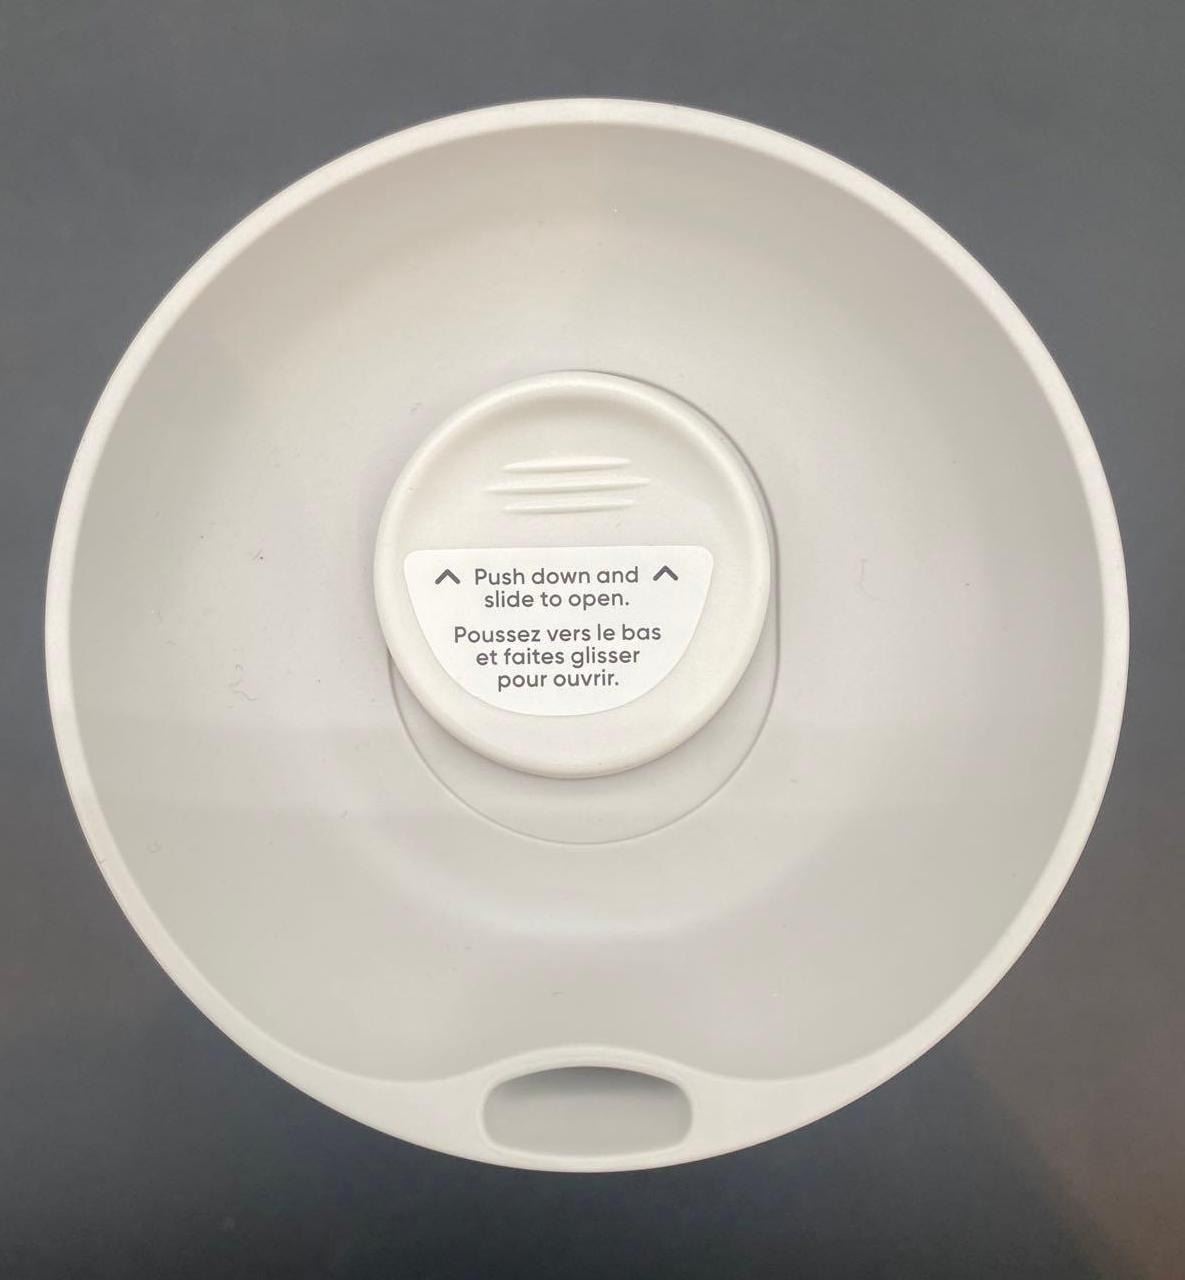 Push down and
slide to open.
Poussez vers le bas
et faites glisser
pour ouvrir.